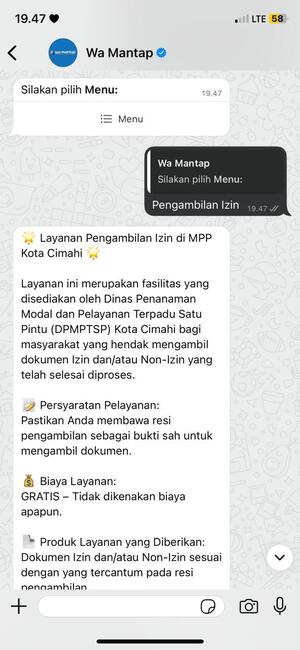 19.47
LTE 58
Wa Mantap
Silakan pilih Menu:
19.47
Menu
Wa Mantap
Silakan pilih Menu:
Pengambilan Izin 19.47
🌟 Layanan Pengambilan Izin di MPP
Kota Cimahi 🌟
Layanan ini merupakan fasilitas yang
disediakan oleh Dinas Penanaman
Modal dan Pelayanan Terpadu Satu
Pintu (DPMPTSP) Kota Cimahi bagi
masyarakat yang hendak mengambil
dokumen Izin dan/atau Non-Izin yang
telah selesai diproses.
📝 Persyaratan Pelayanan:
Pastikan Anda membawa resi
pengambilan sebagai bukti sah untuk
mengambil dokumen.
💰 Biaya Layanan:
GRATIS – Tidak dikenakan biaya
apapun.
Produk Layanan yang Diberikan:
Dokumen Izin dan/atau Non-Izin sesuai
dengan yang tercantum pada resi
pengambilan